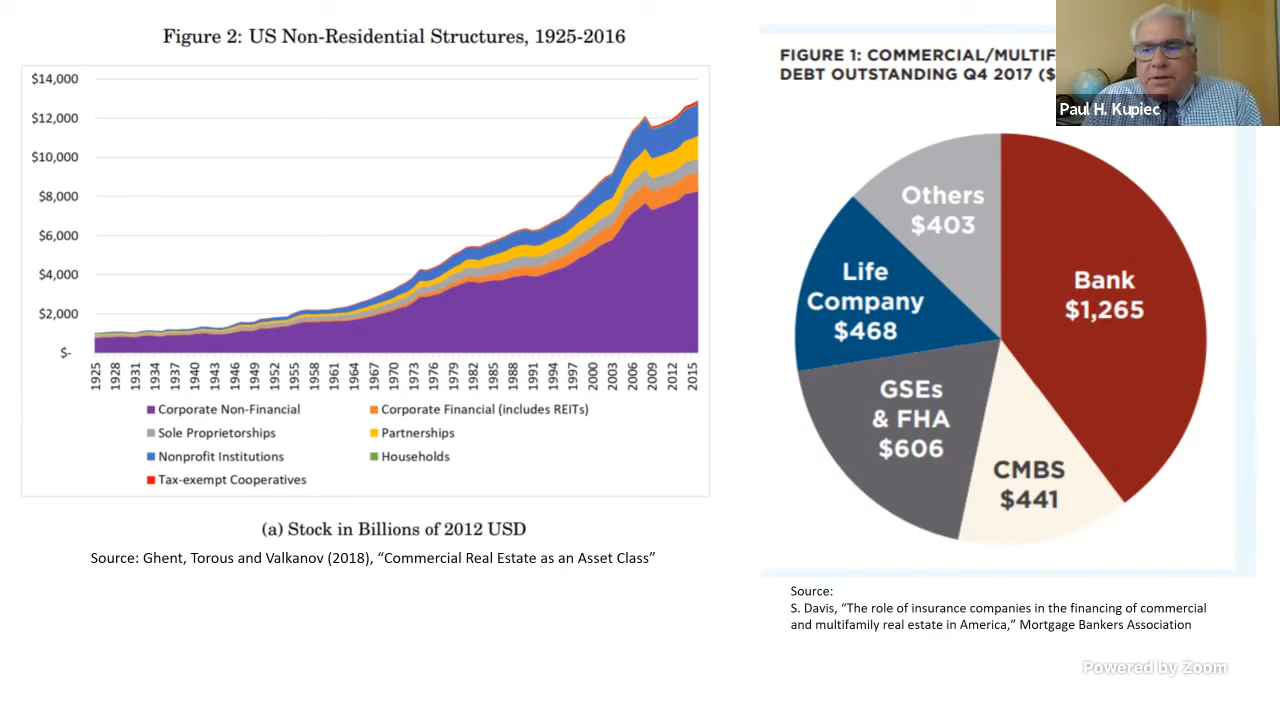 Figure 2: US Non-Residential Structures, 1925-2016
$14,000
$12,000
$10,000
$8,000
$6,000
$4,000
$2,000
$-
1925 1928 1931 1934 1937 1940 1943 1946 1949 1952 1955 1958 1961 1964 1967 1970 1973 1976 1979 1982 1985 1988 1991 1994 1997 2000 2003 2006 2009 2012 2015
Corporate Non-Financial
Corporate Financial (includes REITs)
Sole Proprietorships
Partnerships
Nonprofit Institutions
Households
Tax-exempt Cooperatives
(a) Stock in Billions of 2012 USD
Source: Ghent, Torous and Valkanov (2018), “Commercial Real Estate as an Asset Class”
FIGURE 1: COMMERCIAL/MULTIF
DEBT OUTSTANDING Q4 2017 ($
Paul H. Kupiec
Others
$403
Bank
$1,265
Life
Company
$468
GSEs
& FHA
$606
CMBS
$441
Source:
S. Davis, “The role of insurance companies in the financing of commercial
and multifamily real estate in America,” Mortgage Bankers Association
Powered by Zoom